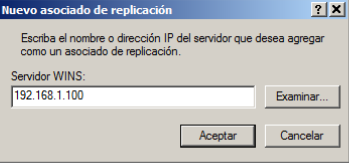 Nuevo asociado de replicación
Escriba el nombre o dirección IP del servidor que desea agregar
como un asociado de replicación.
Servidor WINS:
192.168.1.100
Examinar...
Aceptar
Cancelar